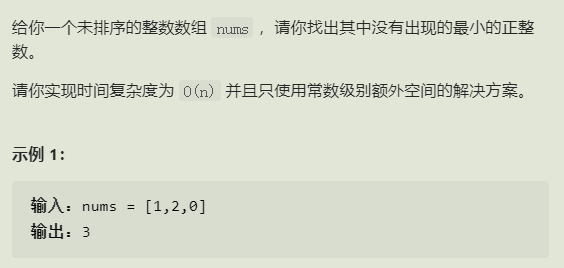 给你一个未排序的整数数组 nums ，请你找出其中没有出现的最小的正整
数。
请你实现时间复杂度为 O(n) 并且只使用常数级别额外空间的解决方案。
示例 1：
输入：nums = [1,2,0]
输出：3